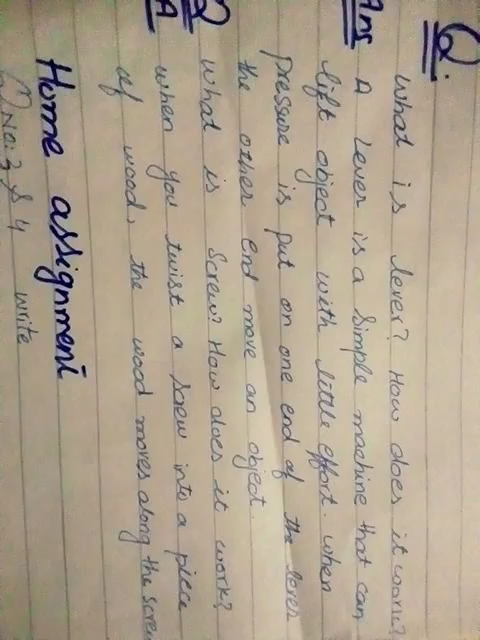 Q.
What is lever? How does it work?
Ans A Lever is a simple machine that can
lift object with little effort. when
pressure is put on one end of the lever
the other end move an object.
Q What is Screw? How does it work?
A when you twist a screw into a piece
of wood, the wood moves along the screw
Home assignment
Q No: 3 & 4 write